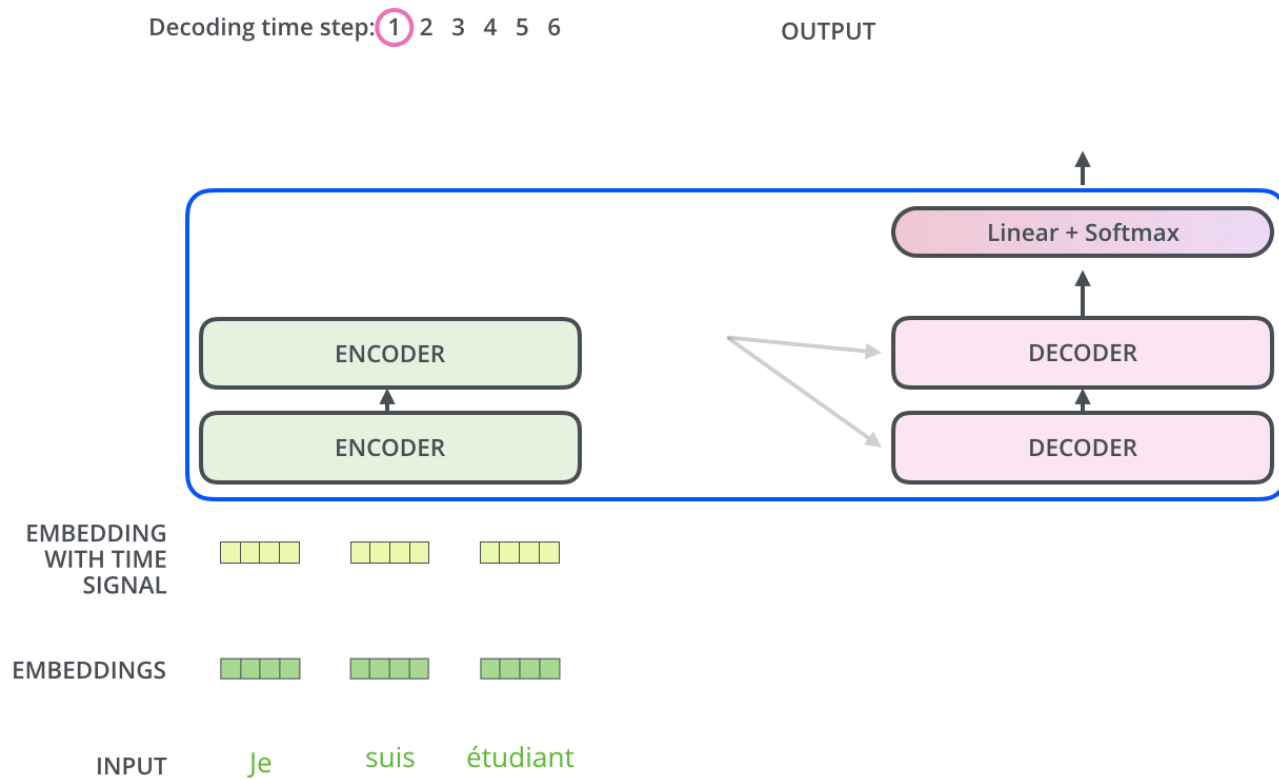 Decoding time step: 1 2 3 4 5 6
OUTPUT
Linear + Softmax
ENCODER
DECODER
ENCODER
DECODER
EMBEDDING
WITH TIME
SIGNAL
EMBEDDINGS
INPUT
Je
suis
étudiant